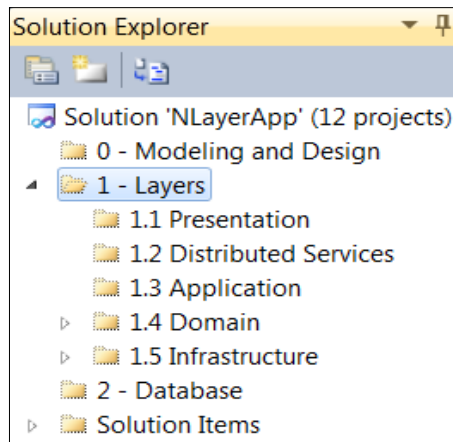 Solution Explorer
Solution 'NLayerApp' (12 projects)
0 - Modeling and Design
1 - Layers
1.1 Presentation
1.2 Distributed Services
1.3 Application
1.4 Domain
1.5 Infrastructure
2 - Database
Solution Items